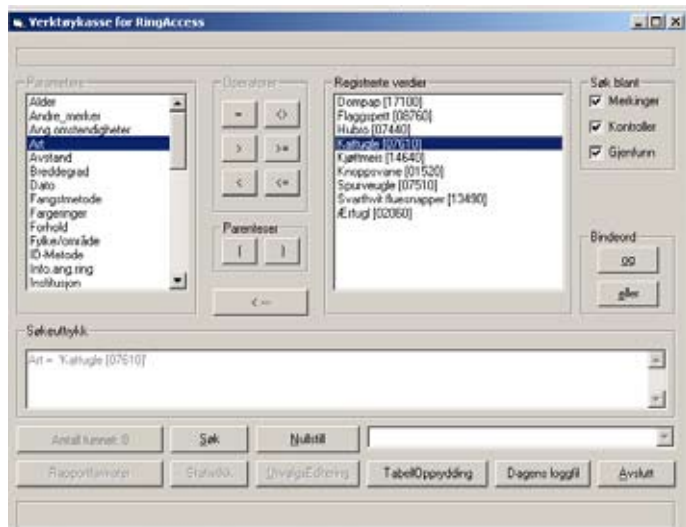 Verktøykasse for RingAccess
Parametere
Alder
Andre_merker
Ang.omstendigheter
Art
Avstand
Breddegrad
Dato
Fangstmetode
Fargeringer
Forhold
Fylke/område
ID-Metode
Info.ang.ring
Institusjon
Operatorer
= <>
> >=
< <=
Parenteser
( )
<--
Registrerte verdier
Dompap [17100]
Flaggspett [08760]
Hubro [07440]
Kattugle [07610]
Kjøttmeis [14640]
Knoppsvane [01520]
Spurveugle [07510]
Svarthvit fluesnapper [13490]
Ærfugl [02060]
Søk blant
Merkinger
Kontroller
Gjenfunn
Bindeord
og
eller
Søkeuttrykk
Art = 'Kattugle [07610]'
Antall funnet: 0 Søk Nullstill
Rapportfunksjoner Statistikk UtvalgsEditering TabellOppydding Dagens loggfil Avslutt